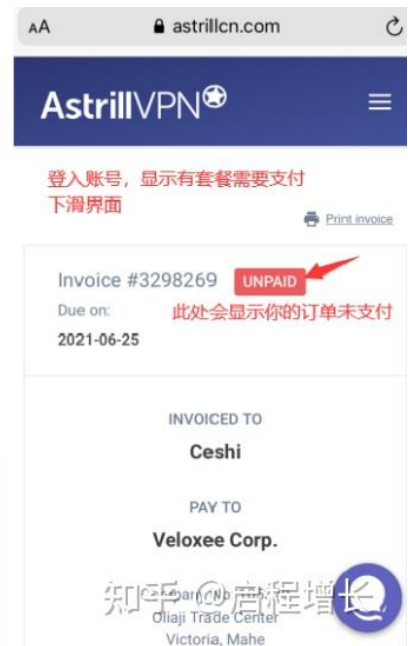 AA astrillcn.com
AstrillVPN
登入账号，显示有套餐需要支付
下滑界面
Print invoice
Invoice #3298269 UNPAID
Due on:
此处会显示你的订单未支付
2021-06-25
INVOICED TO
Ceshi
PAY TO
Veloxee Corp.
知乎 @启程增长
Oliaji Trade Center
Victoria, Mahe